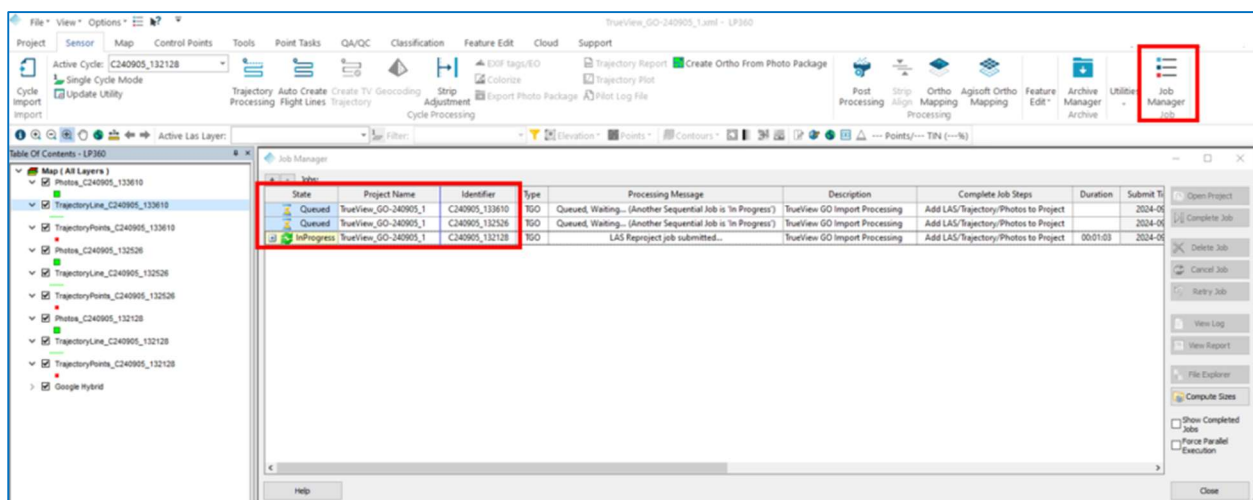 File View Options
TrueView_GO-240905_1.xml - LP360
Project Sensor Map Control Points Tools Point Tasks QA/QC Classification Feature Edit Cloud Support
Cycle Import
Import
Active Cycle: C240905_132128
Single Cycle Mode
Update Utility
Trajectory Processing
Auto Create Flight Lines
Create TV Trajectory
Geocoding
Strip Adjustment
EXIF tags/EO
Colorize
Export Photo Package
Trajectory Report
Trajectory Plot
Pilot Log File
Create Ortho From Photo Package
Cycle Processing
Post Processing
Strip Align
Ortho Mapping
Agisoft Ortho Mapping
Processing
Feature Edit
Archive Manager
Archive
Utilities
Job Manager
Job
Active Las Layer:
Filter:
Elevation
Points
Contours
--- Points/--- TIN (---%)
Table Of Contents - LP360
Map ( All Layers )
Photos_C240905_133610
TrajectoryLine_C240905_133610
TrajectoryPoints_C240905_133610
Photos_C240905_132526
TrajectoryLine_C240905_132526
TrajectoryPoints_C240905_132526
Photos_C240905_132128
TrajectoryLine_C240905_132128
TrajectoryPoints_C240905_132128
Google Hybrid
Job Manager
Jobs:
State Project Name Identifier Type Processing Message Description Complete Job Steps Duration Submit Ti
Queued TrueView_GO-240905_1 C240905_133610 TGO Queued, Waiting... (Another Sequential Job is 'In Progress') TrueView GO Import Processing Add LAS/Trajectory/Photos to Project 2024-09
Queued TrueView_GO-240905_1 C240905_132526 TGO Queued, Waiting... (Another Sequential Job is 'In Progress') TrueView GO Import Processing Add LAS/Trajectory/Photos to Project 2024-09
InProgress TrueView_GO-240905_1 C240905_132128 TGO LAS Reproject job submitted... TrueView GO Import Processing Add LAS/Trajectory/Photos to Project 00:01:03 2024-09
Open Project
Complete Job
Delete Job
Cancel Job
Retry Job
View Log
View Report
File Explorer
Compute Sizes
Show Completed Jobs
Force Parallel Execution
Help
Close